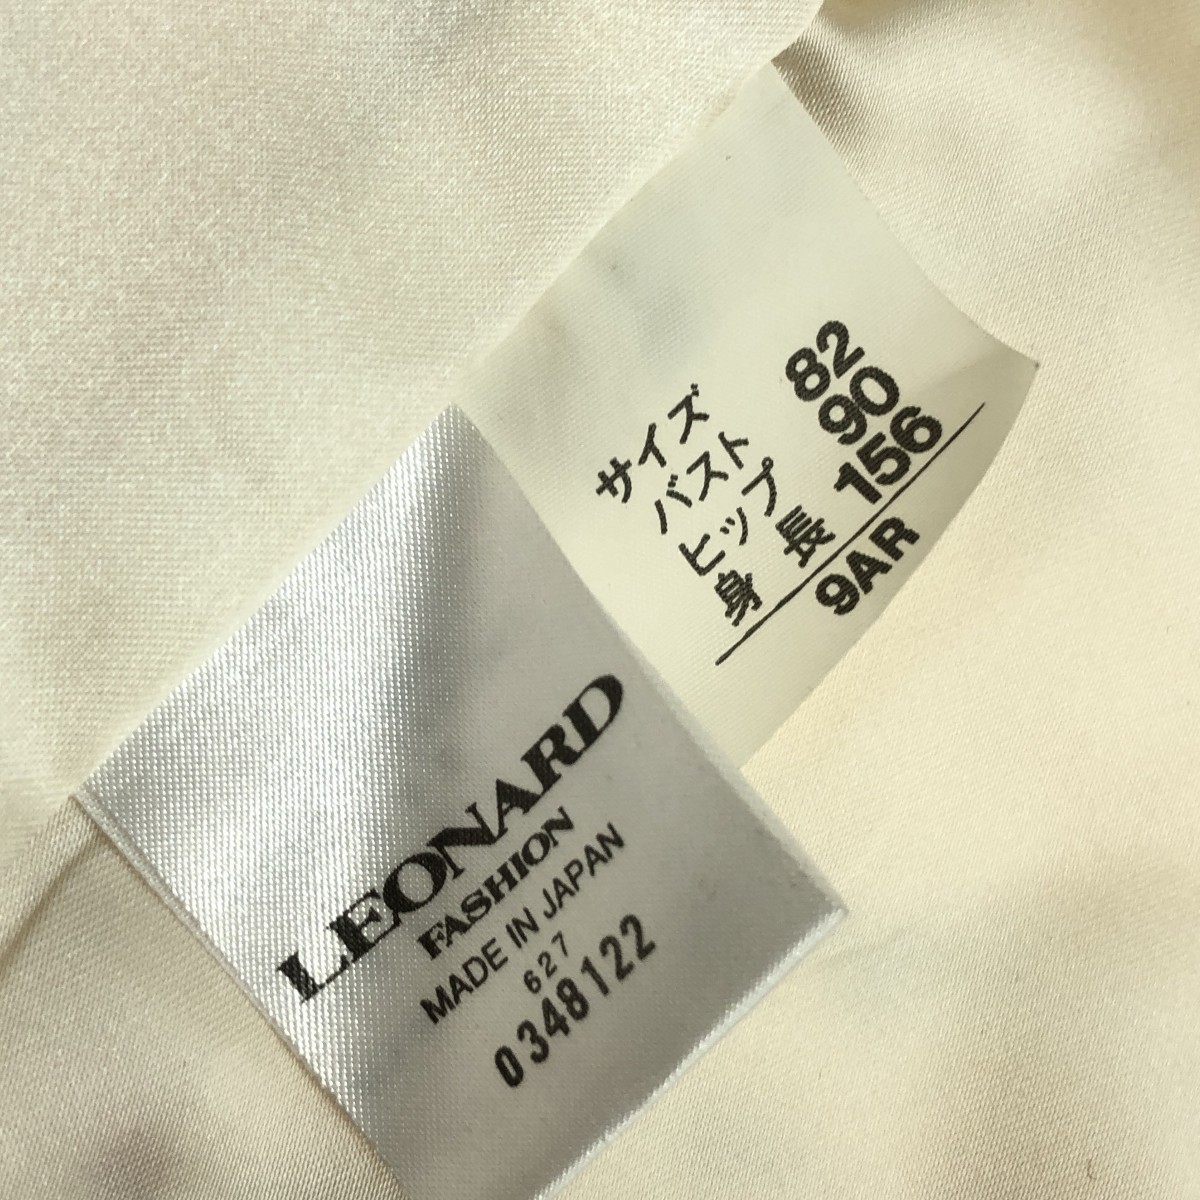 サイズ
バスト 82
ヒップ 90
身長 156
9AR
LEONARD
FASHION
MADE IN JAPAN
627
0348122